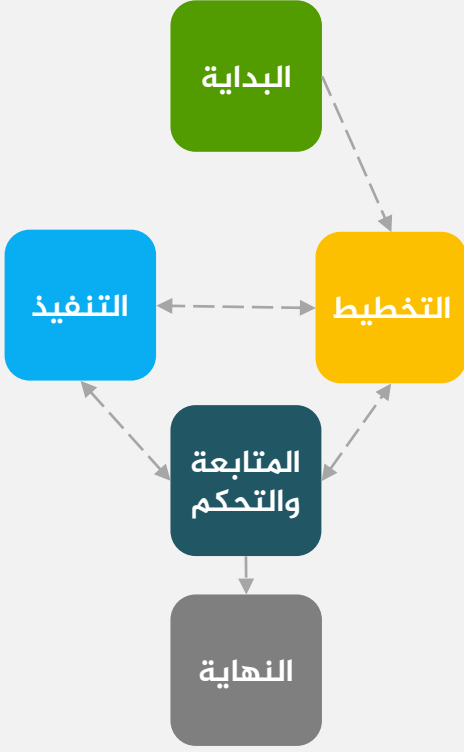 البداية
التخطيط
التنفيذ
المتابعة
والتحكم
النهاية